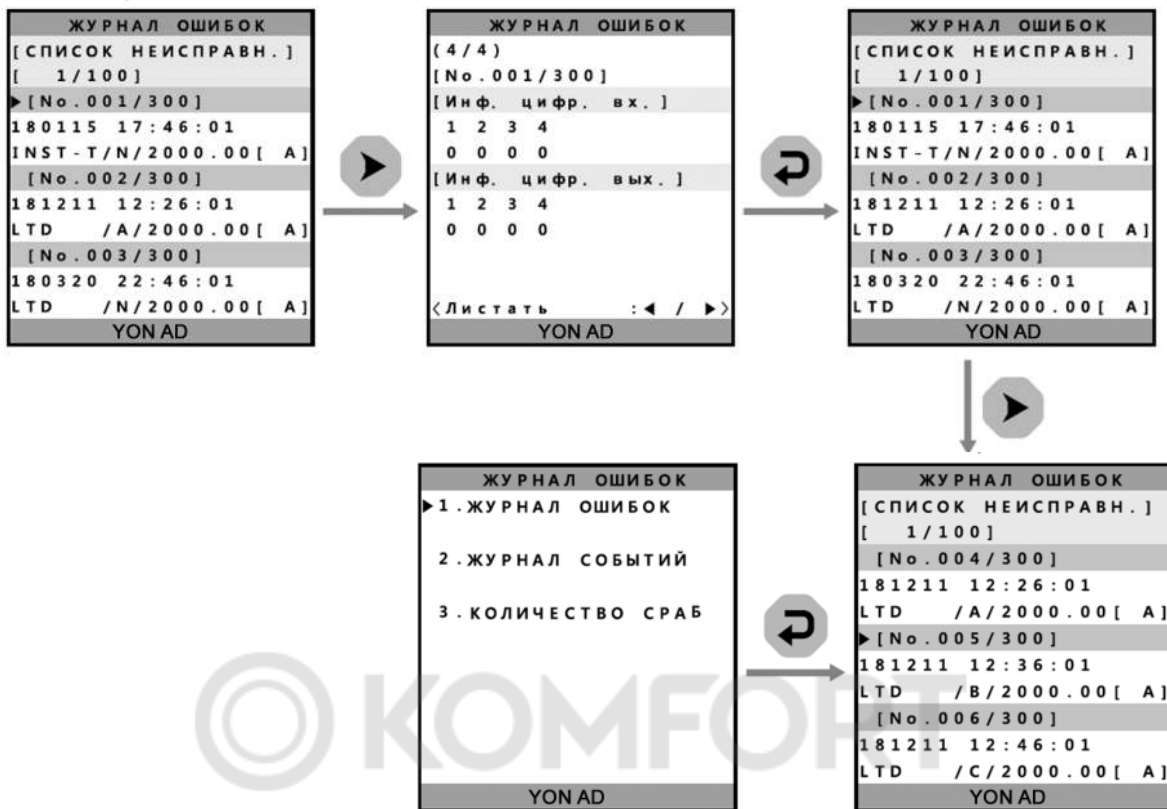 ЖУРНАЛ ОШИБОК
[СПИСОК НЕИСПРАВН.]
[ 1/100]
▶[No.001/300]
180115 17:46:01
INST-T/N/2000.00[ A]
[No.002/300]
181211 12:26:01
LTD /A/2000.00[ A]
[No.003/300]
180320 22:46:01
LTD /N/2000.00[ A]
YON AD
ЖУРНАЛ ОШИБОК
(4/4)
[No.001/300]
[Инф. цифр. вх.]
1 2 3 4
0 0 0 0
[Инф. цифр. вых.]
1 2 3 4
0 0 0 0
<Листать :◀ / ▶>
YON AD
ЖУРНАЛ ОШИБОК
[СПИСОК НЕИСПРАВН.]
[ 1/100]
▶[No.001/300]
180115 17:46:01
INST-T/N/2000.00[ A]
[No.002/300]
181211 12:26:01
LTD /A/2000.00[ A]
[No.003/300]
180320 22:46:01
LTD /N/2000.00[ A]
YON AD
ЖУРНАЛ ОШИБОК
▶1.ЖУРНАЛ ОШИБОК
2.ЖУРНАЛ СОБЫТИЙ
3.КОЛИЧЕСТВО СРАБ
YON AD
ЖУРНАЛ ОШИБОК
[СПИСОК НЕИСПРАВН.]
[ 1/100]
[No.004/300]
181211 12:26:01
LTD /A/2000.00[ A]
▶[No.005/300]
181211 12:36:01
LTD /B/2000.00[ A]
[No.006/300]
181211 12:46:01
LTD /C/2000.00[ A]
YON AD
KOMFORT